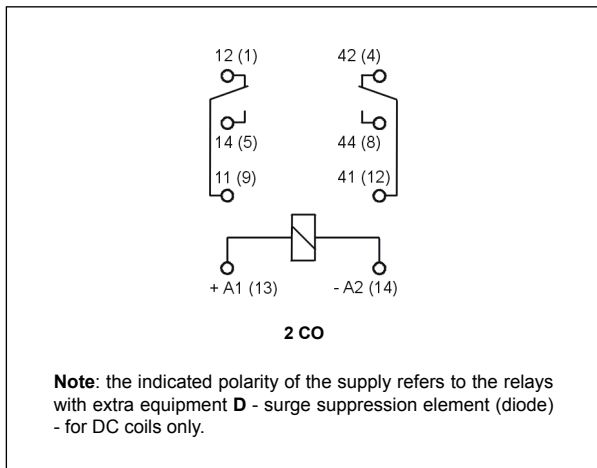 12 (1) 42 (4)
14 (5) 44 (8)
11 (9) 41 (12)
+ A1 (13) - A2 (14)
2 CO
Note: the indicated polarity of the supply refers to the relays
with extra equipment D - surge suppression element (diode)
- for DC coils only.